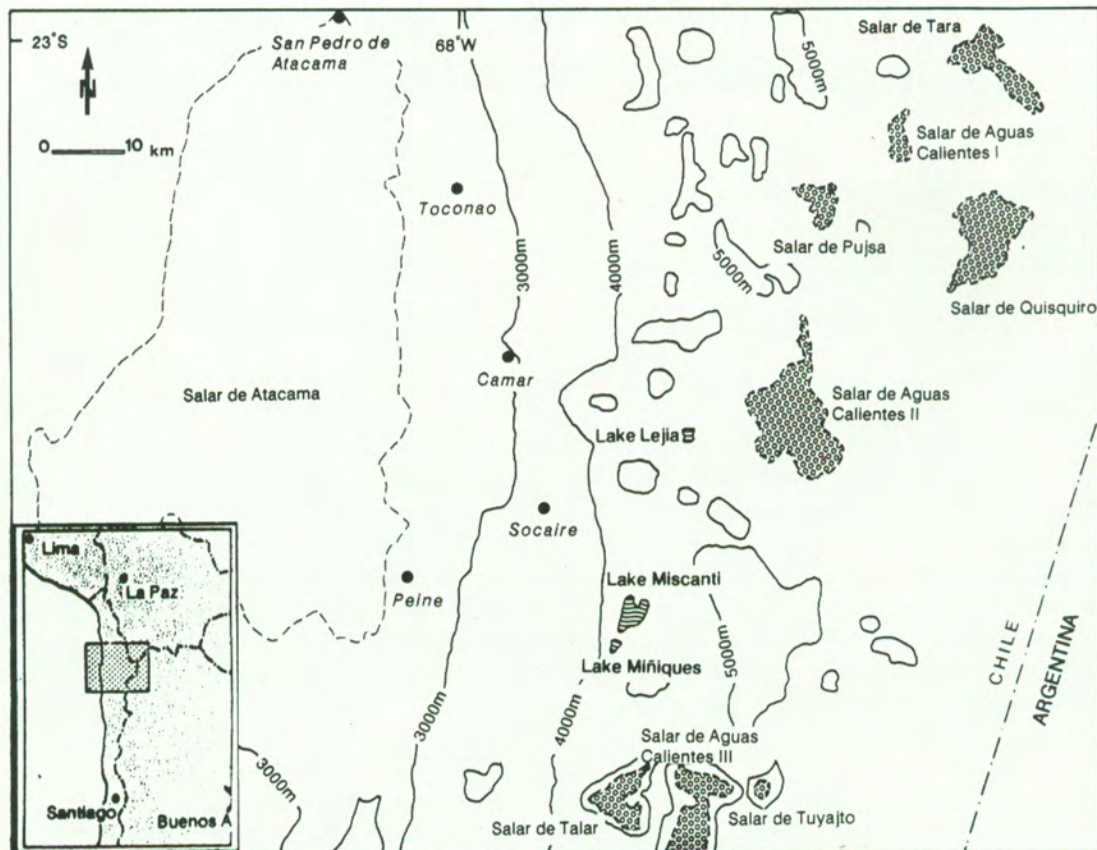 23°S
San Pedro de
Atacama
68°W
N
0 10 km
5000m
Salar de Tara
Salar de Aguas
Calientes I
Toconao
3000m
4000m
5000m
Salar de Pujsa
Salar de Quisquiro
Camar
Salar de Atacama
Salar de Aguas
Calientes II
Lake Lejia
Socaire
Peine
Lake Miscanti
Lake Miñiques
5000m
CHILE
ARGENTINA
3000m
4000m
3000m
Salar de Aguas
Calientes III
Salar de Talar
Salar de Tuyajto
Lima
La Paz
Santiago
Buenos A